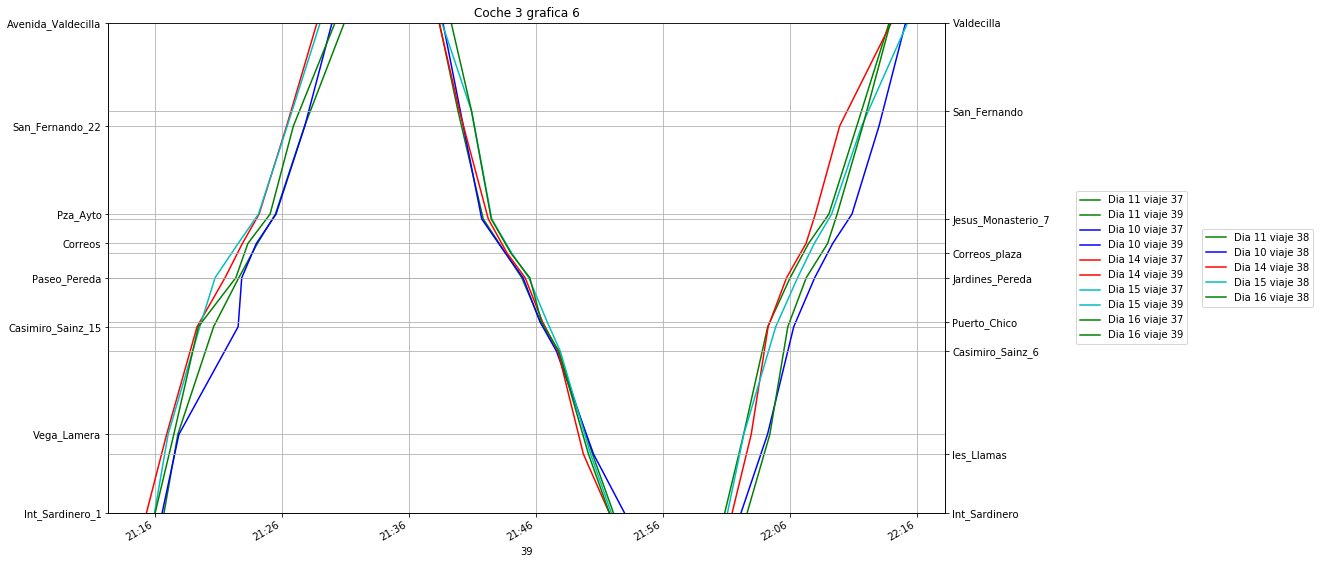 Coche 3 grafica 6
Avenida_Valdecilla
San_Fernando_22
Pza_Ayto
Correos
Paseo_Pereda
Casimiro_Sainz_15
Vega_Lamera
Int_Sardinero_1
Valdecilla
San_Fernando
Jesus_Monasterio_7
Correos_plaza
Jardines_Pereda
Puerto_Chico
Casimiro_Sainz_6
Ies_Llamas
Int_Sardinero
21:16
21:26
21:36
21:46
21:56
22:06
22:16
39
Dia 11 viaje 37
Dia 11 viaje 39
Dia 10 viaje 37
Dia 10 viaje 39
Dia 14 viaje 37
Dia 14 viaje 39
Dia 15 viaje 37
Dia 15 viaje 39
Dia 16 viaje 37
Dia 16 viaje 39
Dia 11 viaje 38
Dia 10 viaje 38
Dia 14 viaje 38
Dia 15 viaje 38
Dia 16 viaje 38